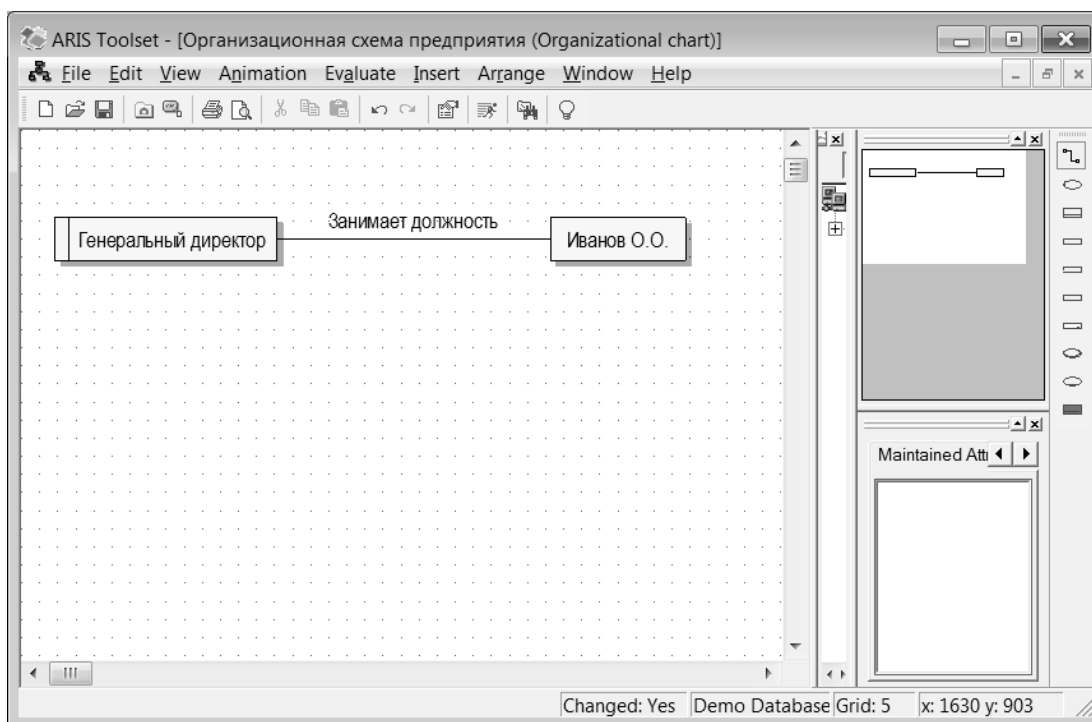 ARIS Toolset - [Организационная схема предприятия (Organizational chart)]
File Edit View Animation Evaluate Insert Arrange Window Help
Занимает должность
Генеральный директор
Иванов О.О.
Maintained Attı
Changed: Yes Demo Database Grid: 5 x: 1630 y: 903